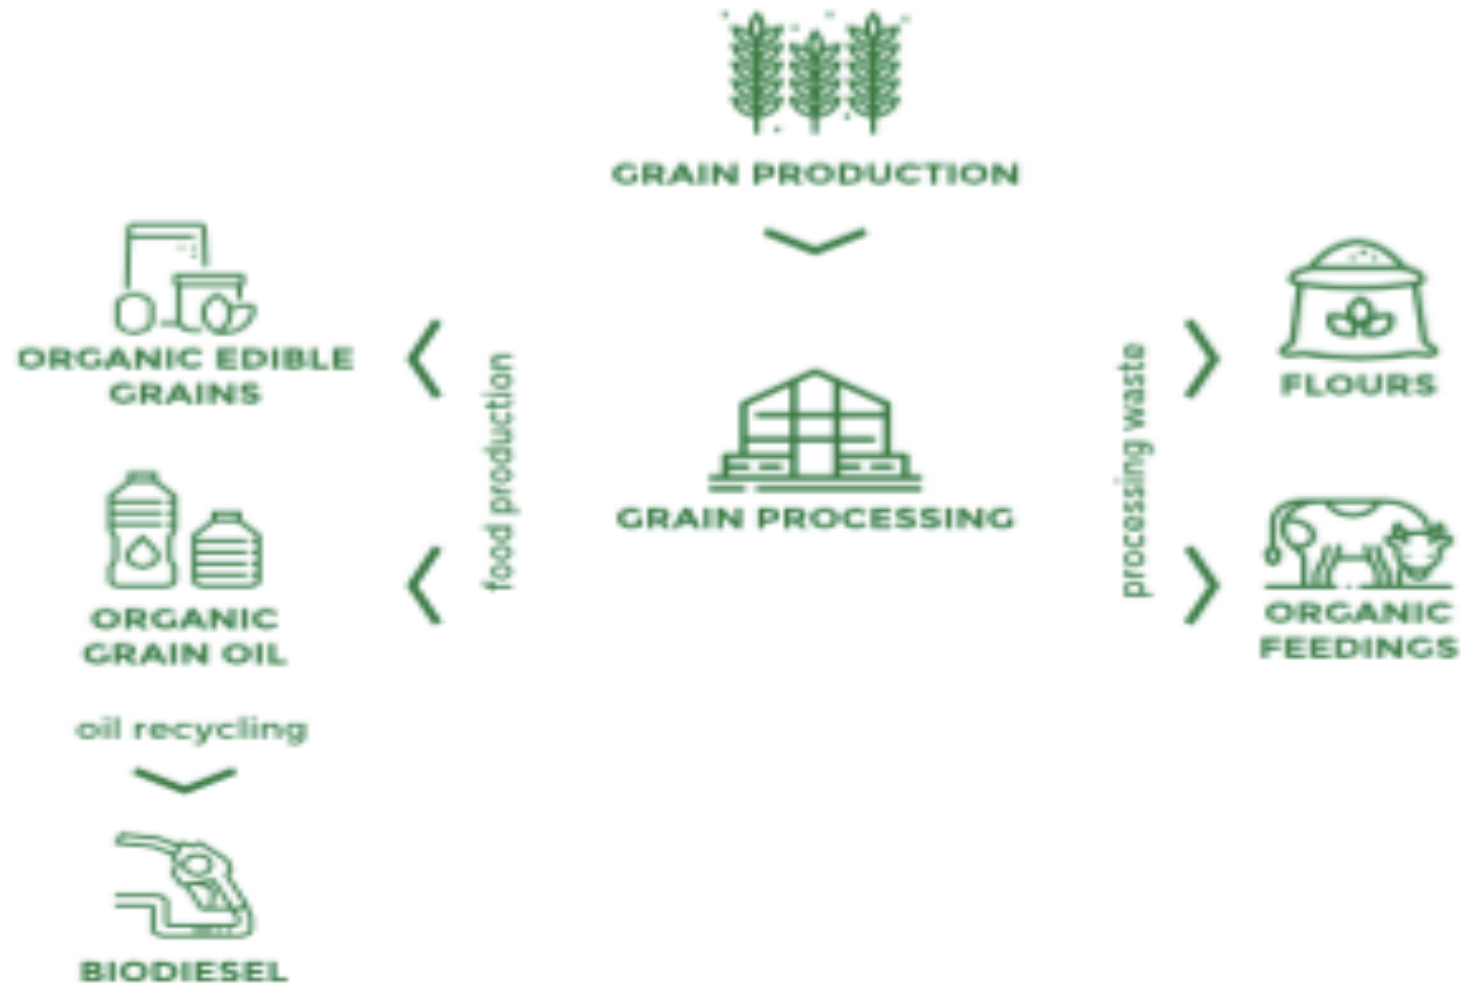 GRAIN PRODUCTION
ORGANIC EDIBLE
GRAINS
food production
GRAIN PROCESSING
processing waste
FLOURS
ORGANIC
GRAIN OIL
ORGANIC
FEEDINGS
oil recycling
BIODIESEL